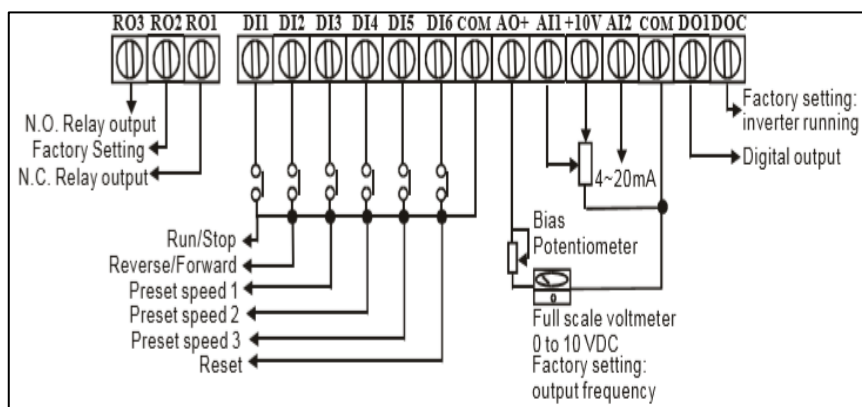 RO3 RO2 RO1 DI1 DI2 DI3 DI4 DI5 DI6 COM AO+ AI1 +10V AI2 COM DO1 DOC
N.O. Relay output
Factory Setting
N.C. Relay output
Run/Stop
Reverse/Forward
Preset speed 1
Preset speed 2
Preset speed 3
Reset
4~20mA
Bias
Potentiometer
0
Full scale voltmeter
0 to 10 VDC
Factory setting:
output frequency
Factory setting:
inverter running
Digital output